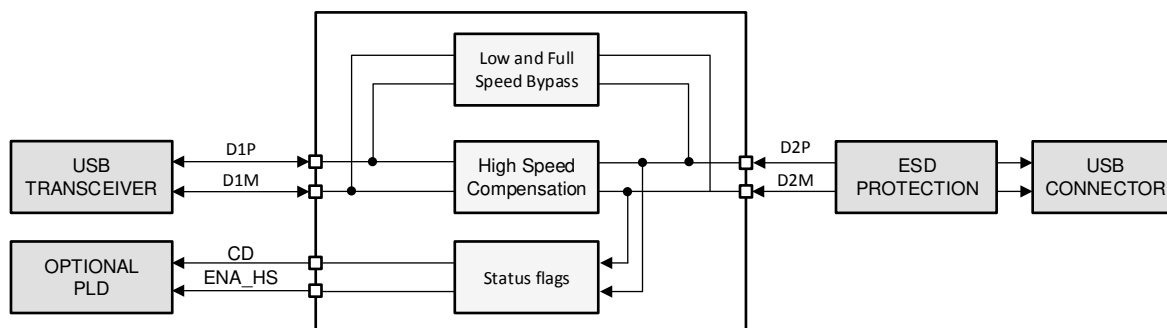 Low and Full
Speed Bypass
USB
TRANSCEIVER
D1P
D1M
High Speed
Compensation
D2P
D2M
ESD
PROTECTION
USB
CONNECTOR
OPTIONAL
PLD
CD
ENA_HS
Status flags